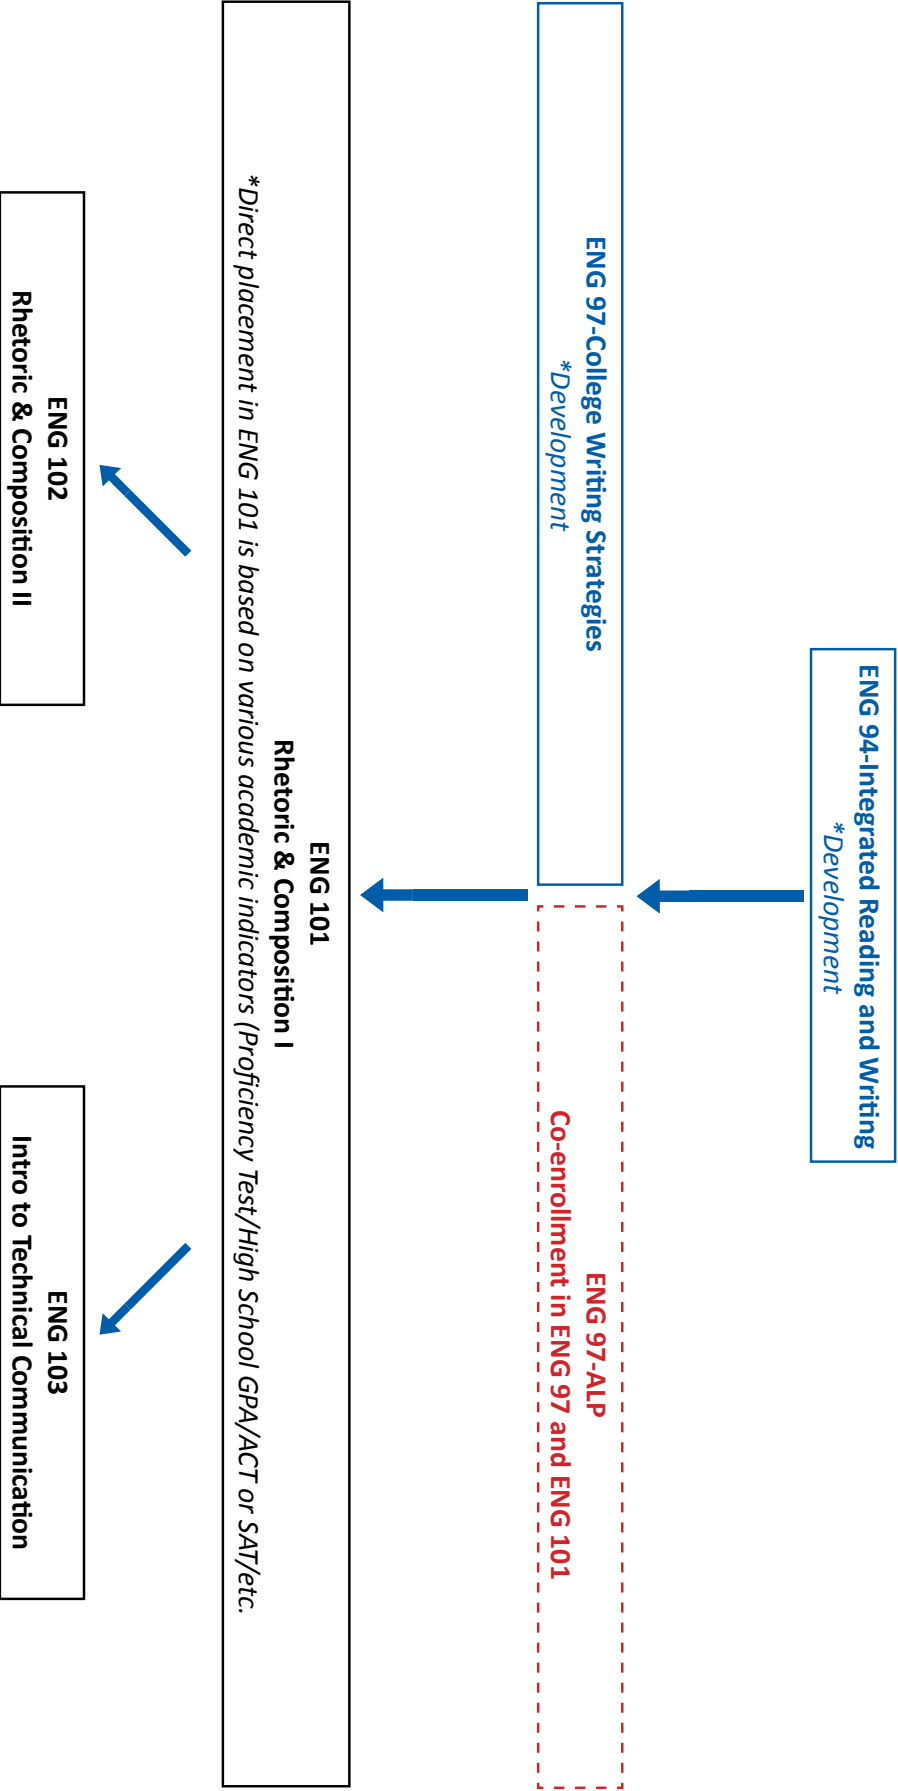 ENG 94-Integrated Reading and Writing
*Development
ENG 97-College Writing Strategies
*Development
ENG 97-ALP
Co-enrollment in ENG 97 and ENG 101
ENG 101
Rhetoric & Composition I
*Direct placement in ENG 101 is based on various academic indicators (Proficiency Test/High School GPA/ACT or SAT/etc.
ENG 102
Rhetoric & Composition II
ENG 103
Intro to Technical Communication